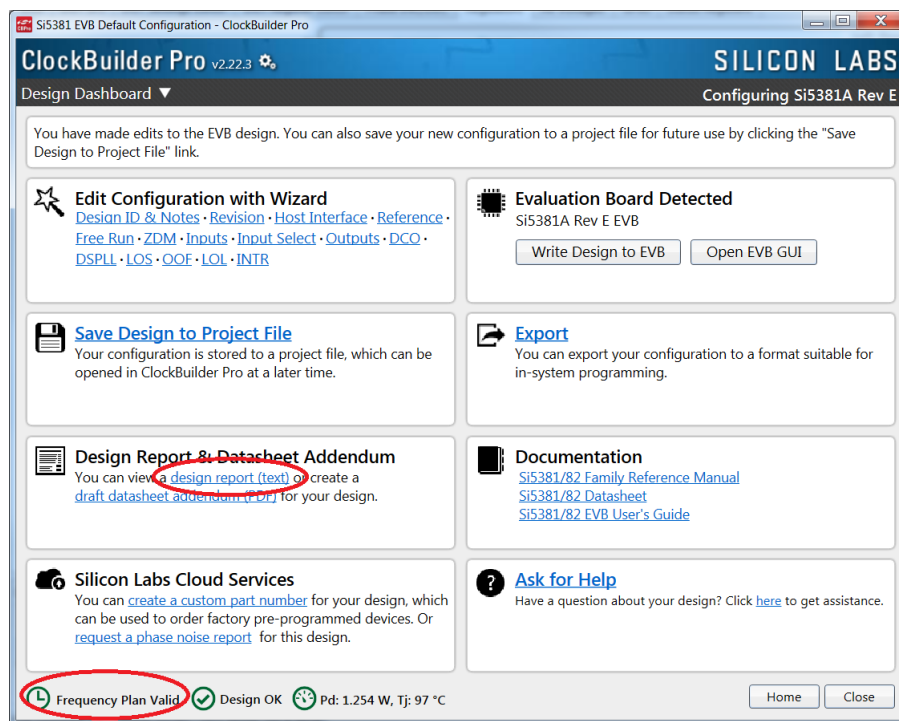 Si5381 EVB Default Configuration - ClockBuilder Pro
ClockBuilder Pro v2.22.3
SILICON LABS
Design Dashboard ▼
Configuring Si5381A Rev E
You have made edits to the EVB design. You can also save your new configuration to a project file for future use by clicking the "Save
Design to Project File" link.
Edit Configuration with Wizard
Design ID & Notes · Revision · Host Interface · Reference ·
Free Run · ZDM · Inputs · Input Select · Outputs · DCO ·
DSPLL · LOS · OOF · LOL · INTR
Evaluation Board Detected
Si5381A Rev E EVB
Write Design to EVB
Open EVB GUI
Save Design to Project File
Your configuration is stored to a project file, which can be
opened in ClockBuilder Pro at a later time.
Export
You can export your configuration to a format suitable for
in-system programming.
Design Report & Datasheet Addendum
You can view a design report (text) or create a
draft datasheet addendum (PDF) for your design.
Documentation
Si5381/82 Family Reference Manual
Si5381/82 Datasheet
Si5381/82 EVB User's Guide
Silicon Labs Cloud Services
You can create a custom part number for your design, which
can be used to order factory pre-programmed devices. Or
request a phase noise report for this design.
Ask for Help
Have a question about your design? Click here to get assistance.
Frequency Plan Valid
Design OK
Pd: 1.254 W, Tj: 97 °C
Home
Close